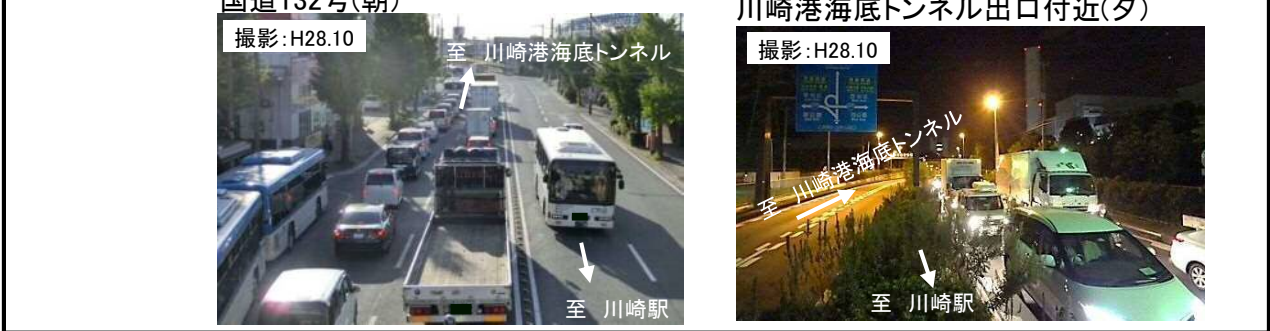 国道132号(朝)
撮影:H28.10
至 川崎港海底トンネル
至 川崎駅
川崎港海底トンネル出口付近(夕)
撮影:H28.10
至 川崎港海底トンネル
至 川崎駅